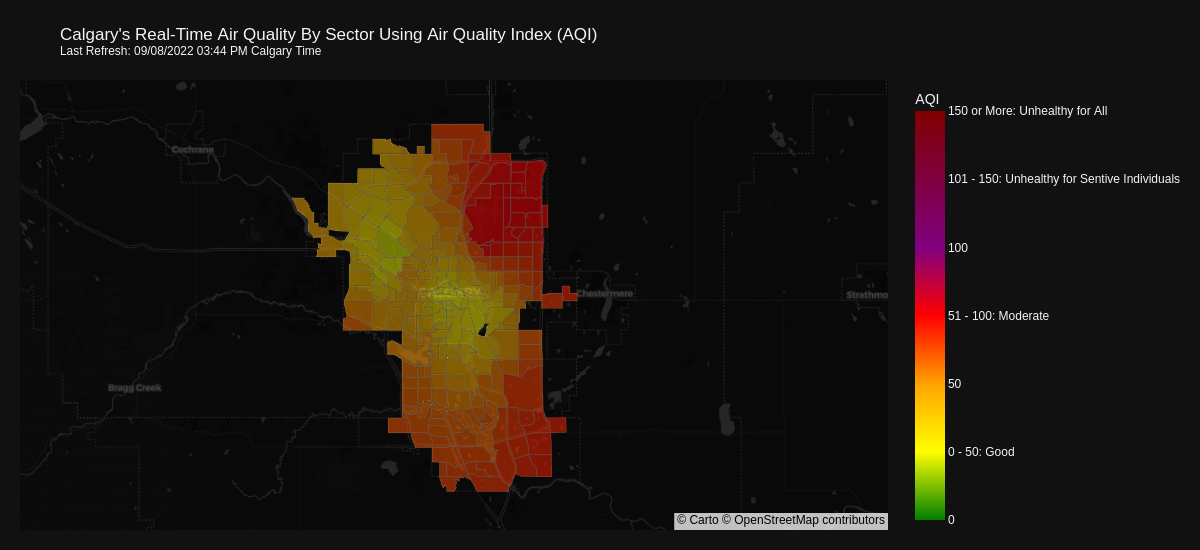 Calgary's Real-Time Air Quality By Sector Using Air Quality Index (AQI)
Last Refresh: 09/08/2022 03:44 PM Calgary Time
AQI
150 or More: Unhealthy for All
Cochrane
101 - 150: Unhealthy for Sentive Individuals
100
Chestermere
Strathmo
51 - 100: Moderate
50
Bragg Creek
0 - 50: Good
0
© Carto © OpenStreetMap contributors